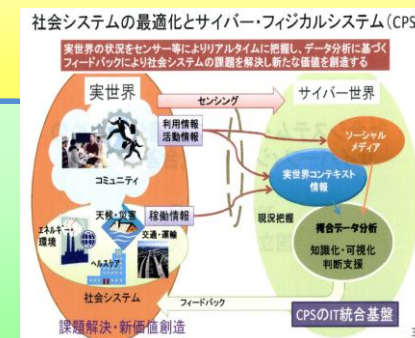 社会システムの最適化とサイバー・フィジカルシステム(CPS
実世界の状況をセンサー等によりリアルタイムに把握し、データ分析に基づく
フィードバックにより社会システムの課題を解決し新たな価値を創造する
実世界
センシング
サイバー世界
利用情報
活動情報
ソーシャル
メディア
コミュニティ
実世界コンテキスト
情報
天候・災害
稼働情報
現況把握
エネルギー・
環境
交通・運輸
複合データ分析
ヘルスケア
知識化・可視化
判断支援
社会システム
フィードバック
CPSのIT統合基盤
課題解決・新価値創造
3